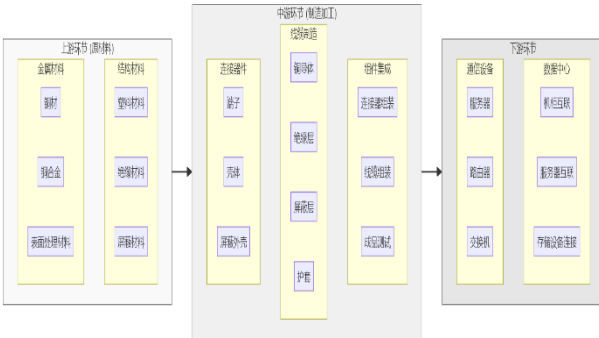 上游环节 (原材料)
金属材料
铜材
铜合金
表面处理材料
结构材料
塑料材料
绝缘材料
屏蔽材料
中游环节 (制造加工)
连接器件
端子
壳体
屏蔽外壳
线缆制造
铜导体
绝缘层
屏蔽层
护套
组件集成
连接器组装
线缆组装
成品测试
下游环节
通信设备
服务器
路由器
交换机
数据中心
机柜互联
服务器互联
存储设备连接